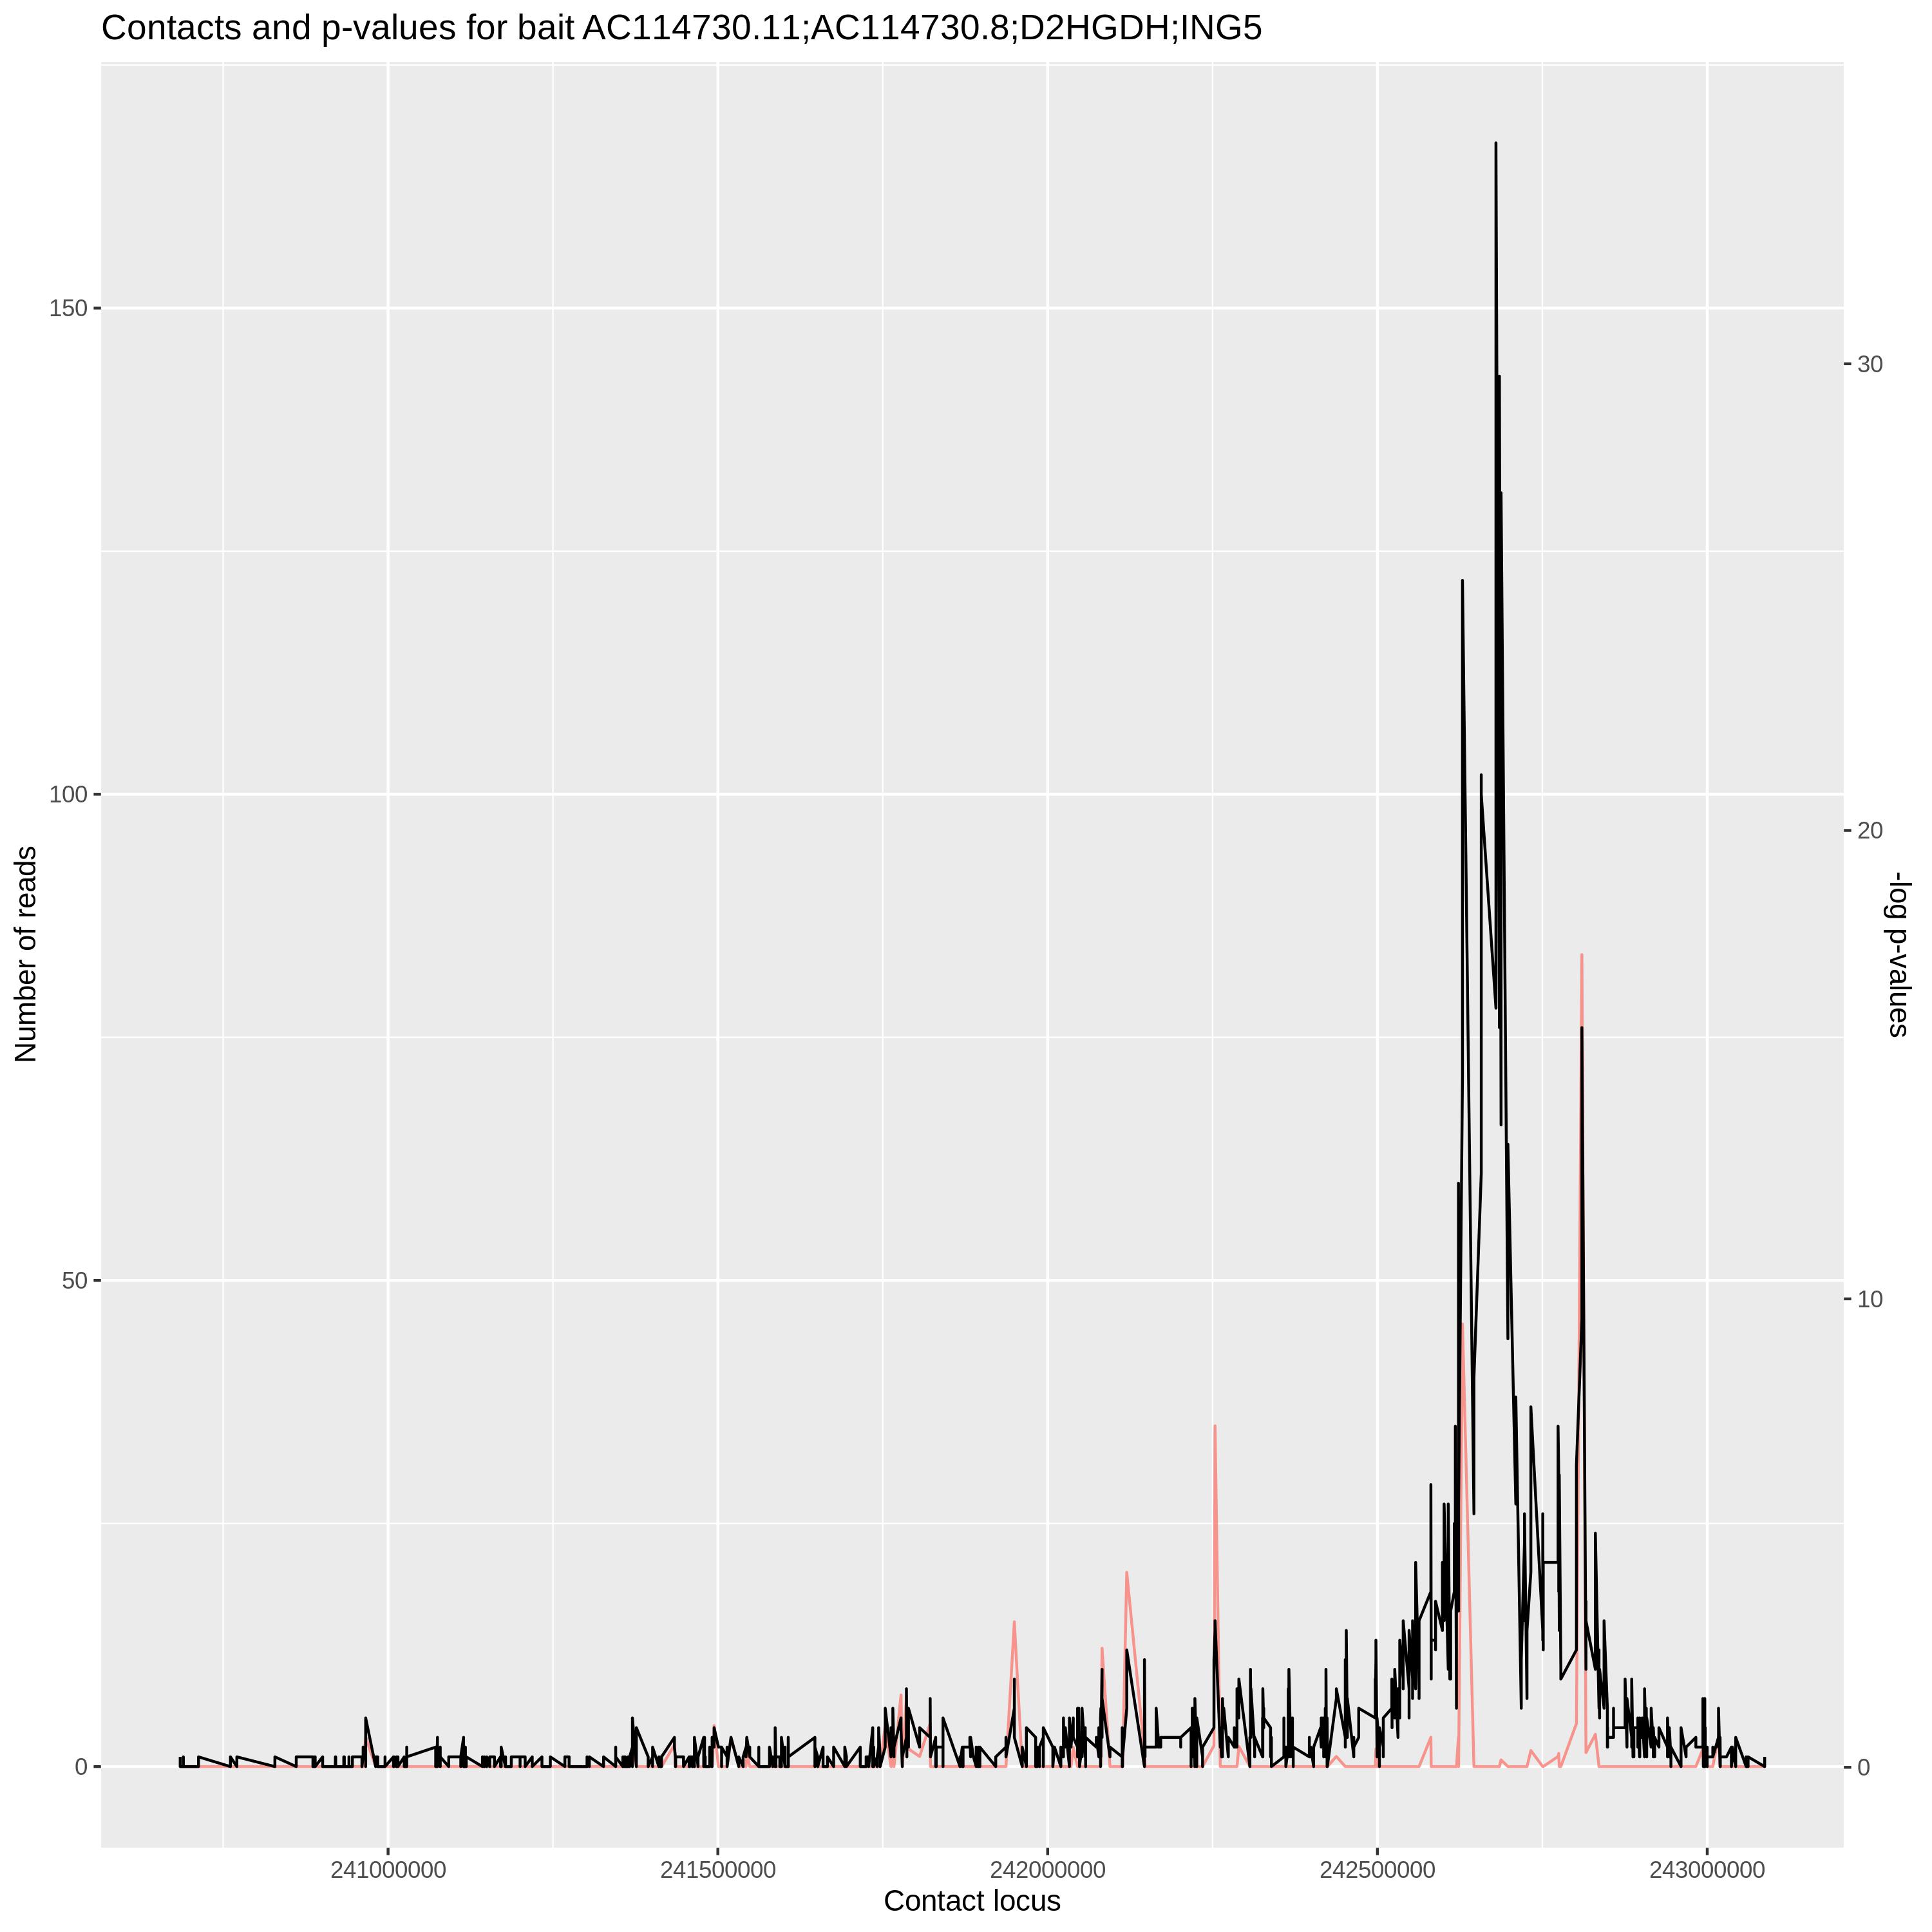 Contacts and p-values for bait AC114730.11;AC114730.8;D2HGDH;ING5
150
100
50
0
Number of reads
30
20
10
0
-log p-values
241000000 241500000 242000000 242500000 243000000
Contact locus